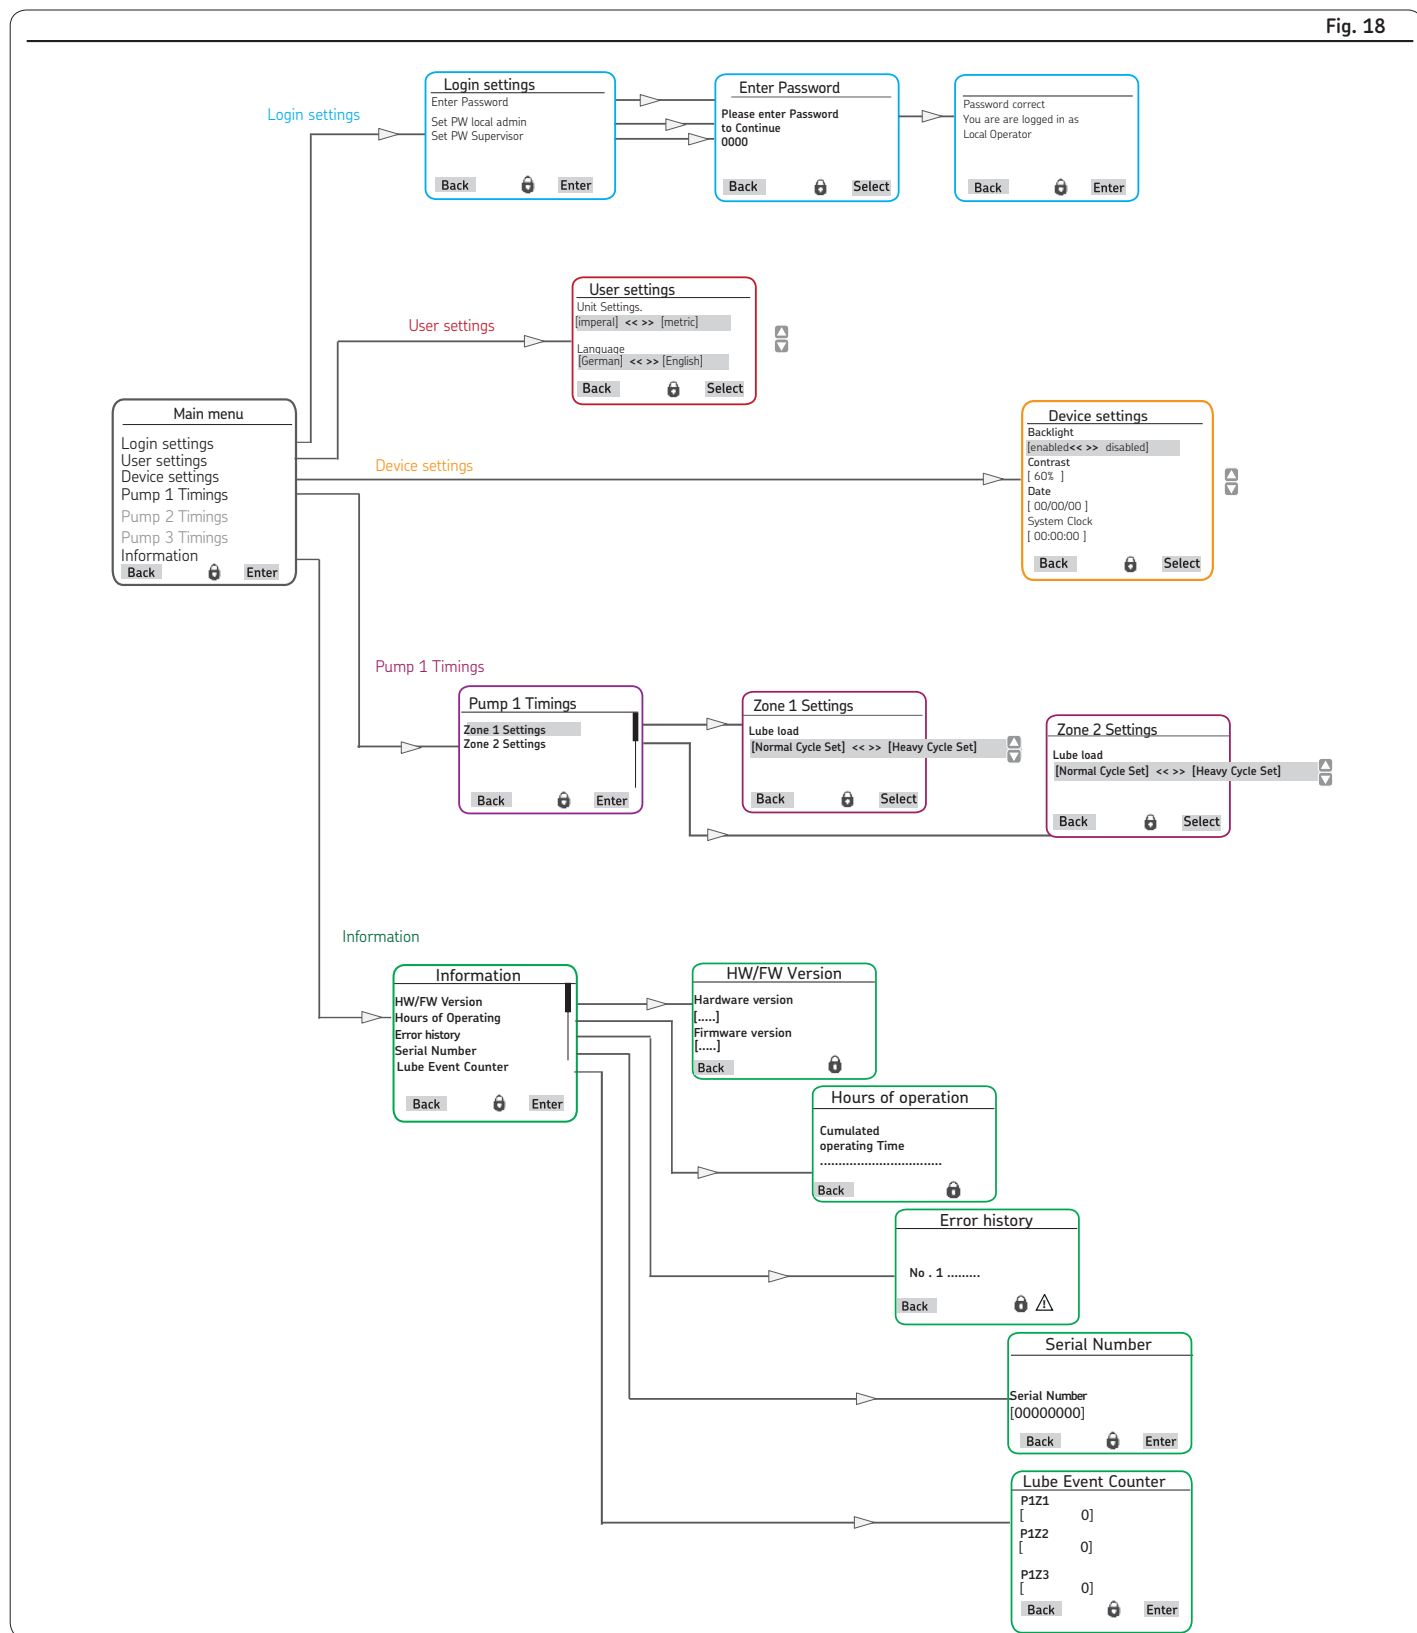 Fig. 18
Login settings
Login settings
Enter Password
Set PW local admin
Set PW Supervisor
Back Enter
Enter Password
Please enter Password
to Continue
0000
Back Select
Password correct
You are are logged in as
Local Operator
Back Enter
User settings
User settings
Unit Settings.
[imperal] << >> [metric]
Language
[German] << >> [English]
Back Select
Main menu
Login settings
User settings
Device settings
Pump 1 Timings
Pump 2 Timings
Pump 3 Timings
Information
Back Enter
Device settings
Device settings
Backlight
[enabled<< >> disabled]
Contrast
[ 60% ]
Date
[ 00/00/00 ]
System Clock
[ 00:00:00 ]
Back Select
Pump 1 Timings
Pump 1 Timings
Zone 1 Settings
Zone 2 Settings
Back Enter
Zone 1 Settings
Lube load
[Normal Cycle Set] << >> [Heavy Cycle Set]
Back Select
Zone 2 Settings
Lube load
[Normal Cycle Set] << >> [Heavy Cycle Set]
Back Select
Information
Information
HW/FW Version
Hours of Operating
Error history
Serial Number
Lube Event Counter
Back Enter
HW/FW Version
Hardware version
[.....]
Firmware version
[.....]
Back
Hours of operation
Cumulated
operating Time
.................................
Back
Error history
No . 1 .........
Back
Serial Number
Serial Number
[00000000]
Back Enter
Lube Event Counter
P1Z1
[ 0]
P1Z2
[ 0]
P1Z3
[ 0]
Back Enter